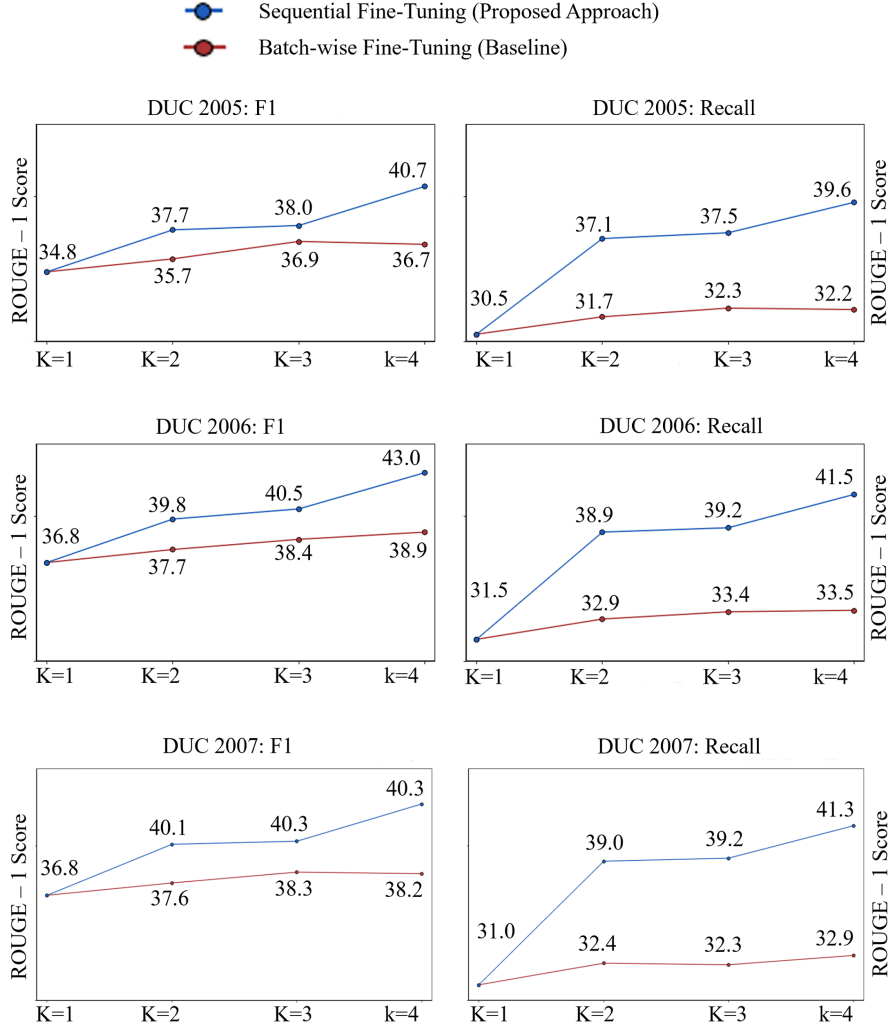 Sequential Fine-Tuning (Proposed Approach)
Batch-wise Fine-Tuning (Baseline)
DUC 2005: F1
ROUGE – 1 Score
34.8
37.7
38.0
40.7
35.7
36.9
36.7
K=1
K=2
K=3
k=4
DUC 2005: Recall
ROUGE – 1 Score
30.5
37.1
37.5
39.6
31.7
32.3
32.2
K=1
K=2
K=3
k=4
DUC 2006: F1
ROUGE – 1 Score
36.8
39.8
40.5
43.0
37.7
38.4
38.9
K=1
K=2
K=3
k=4
DUC 2006: Recall
ROUGE – 1 Score
31.5
38.9
39.2
41.5
32.9
33.4
33.5
K=1
K=2
K=3
k=4
DUC 2007: F1
ROUGE – 1 Score
36.8
40.1
40.3
40.3
37.6
38.3
38.2
K=1
K=2
K=3
k=4
DUC 2007: Recall
ROUGE – 1 Score
31.0
39.0
39.2
41.3
32.4
32.3
32.9
K=1
K=2
K=3
k=4